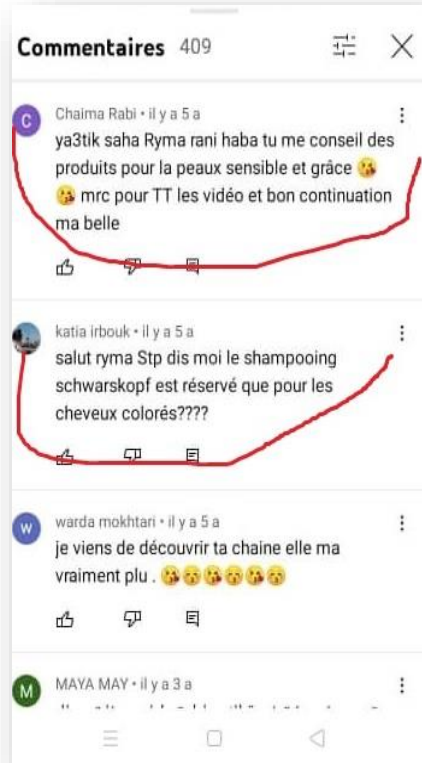 Commentaires 409
Chaima Rabi • il y a 5 a
ya3tik saha Ryma rani haba tu me conseil des
produits pour la peaux sensible et grâce 😘
😘 mrc pour TT les vidéo et bon continuation
ma belle
katia irbouk • il y a 5 a
salut ryma Stp dis moi le shampooing
schwarskopf est réservé que pour les
cheveux colorés????
warda mokhtari • il y a 5 a
je viens de découvrir ta chaine elle ma
vraiment plu . 😘😚😘😚😘😚
MAYA MAY • il y a 3 a